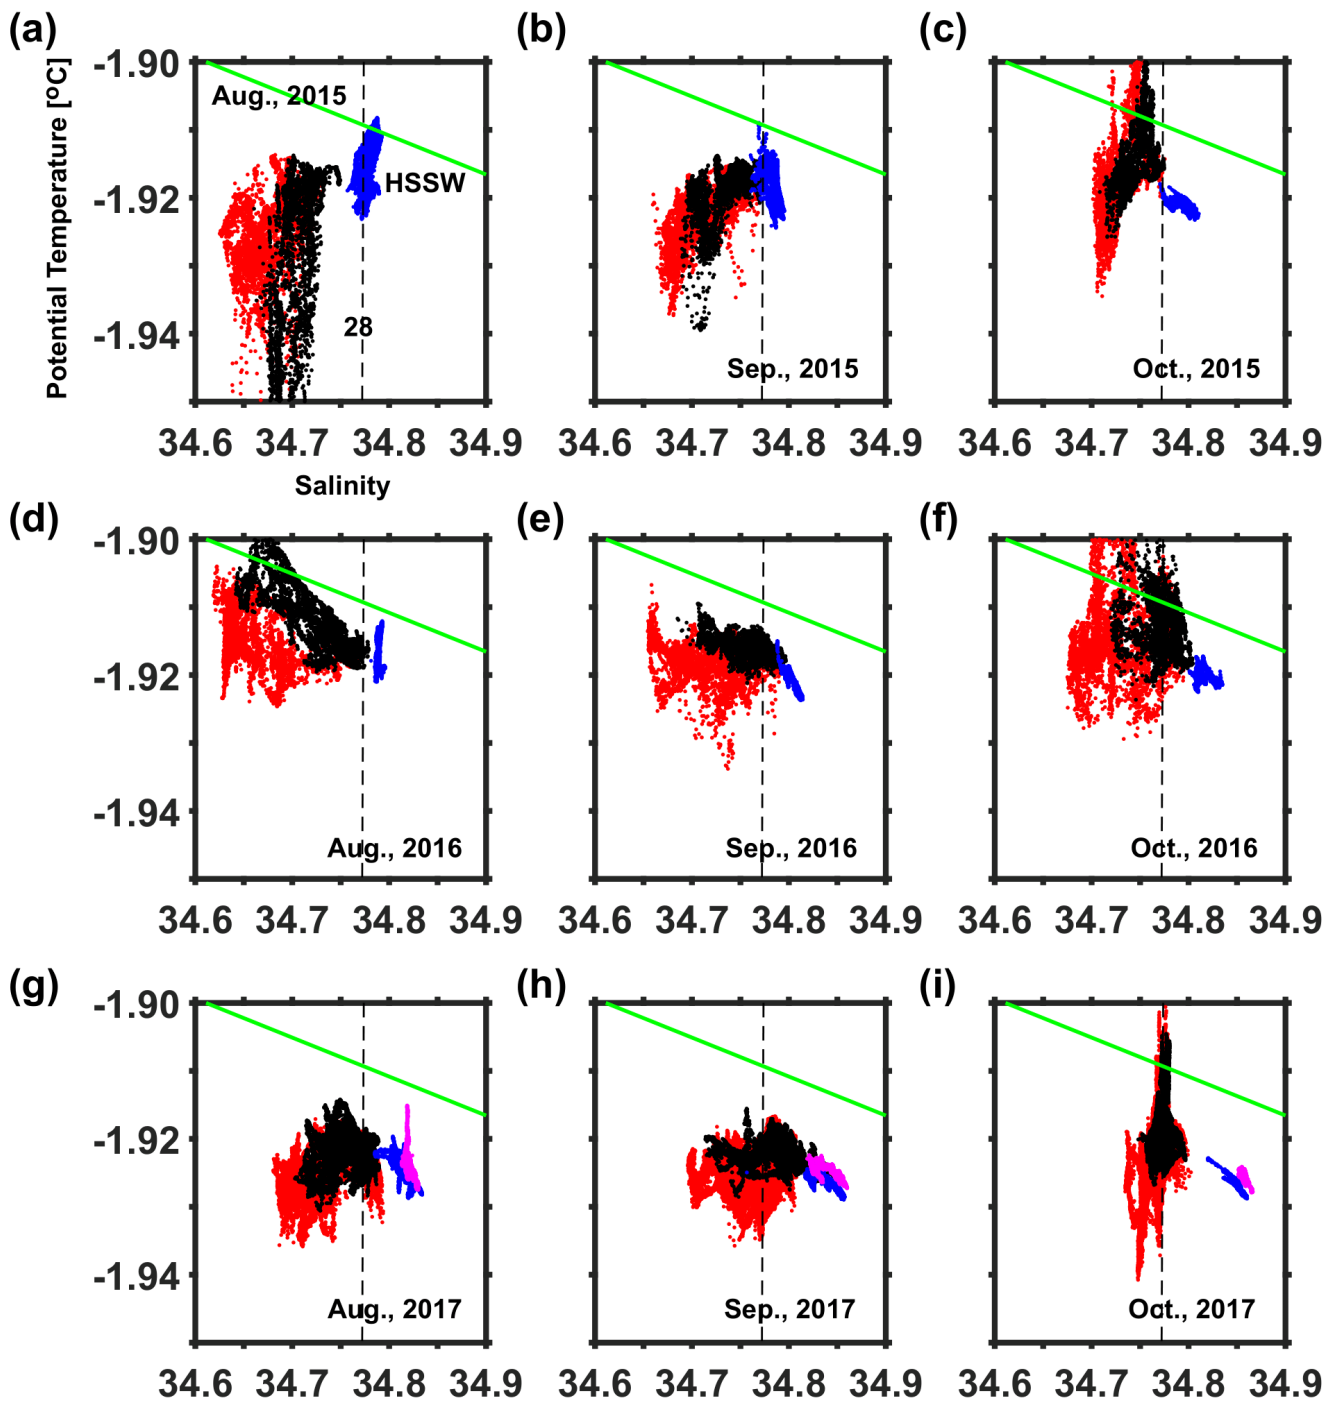 (a) (b) (c)
Potential Temperature [°C]
-1.90
-1.92
-1.94
Aug., 2015
HSSW
28
Sep., 2015
Oct., 2015
34.6 34.7 34.8 34.9 34.6 34.7 34.8 34.9 34.6 34.7 34.8 34.9
Salinity
(d) (e) (f)
-1.90
-1.92
-1.94
Aug., 2016
Sep., 2016
Oct., 2016
34.6 34.7 34.8 34.9 34.6 34.7 34.8 34.9 34.6 34.7 34.8 34.9
(g) (h) (i)
-1.90
-1.92
-1.94
Aug., 2017
Sep., 2017
Oct., 2017
34.6 34.7 34.8 34.9 34.6 34.7 34.8 34.9 34.6 34.7 34.8 34.9